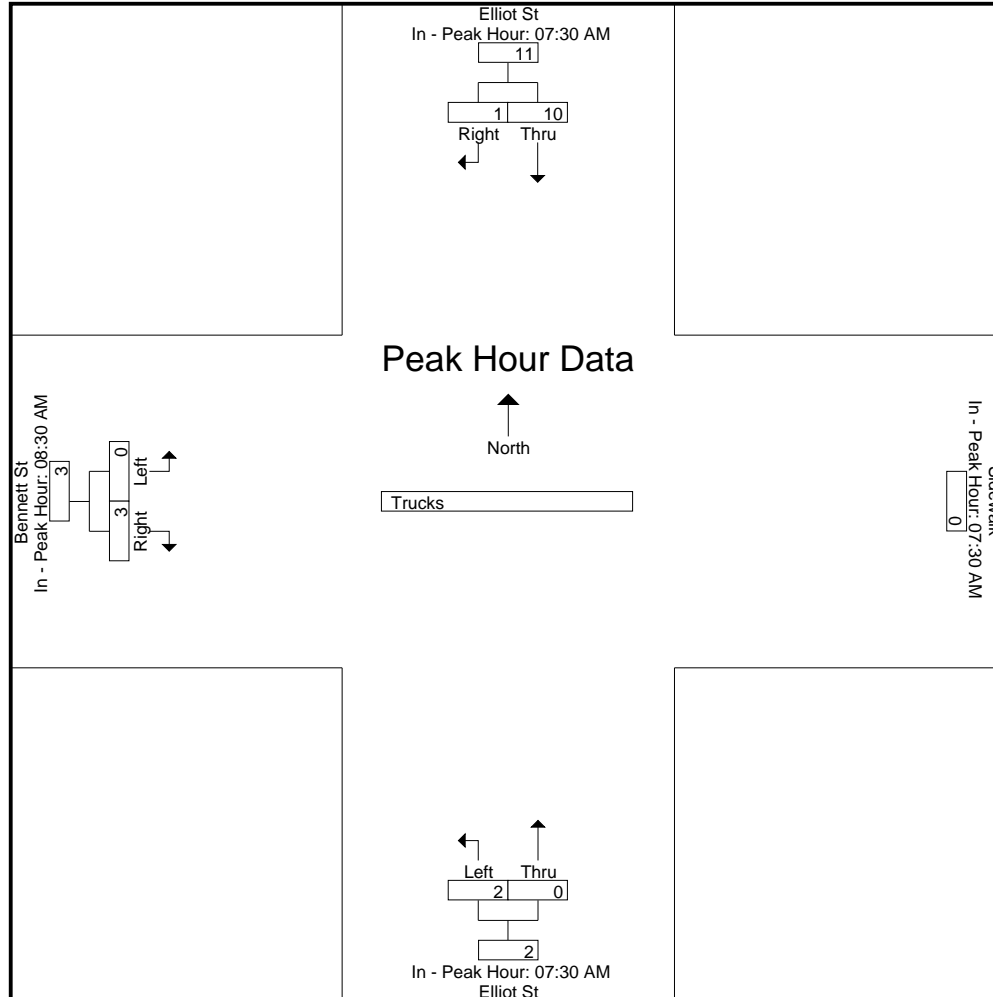 Elliot St
In - Peak Hour: 07:30 AM
11
1 10
Right Thru
Peak Hour Data
North
Trucks
Bennett St
In - Peak Hour: 08:30 AM
3
0
Left
3
Right
In - Peak Hour: 07:30 AM
0
Left Thru
2 0
2
In - Peak Hour: 07:30 AM
Elliot St